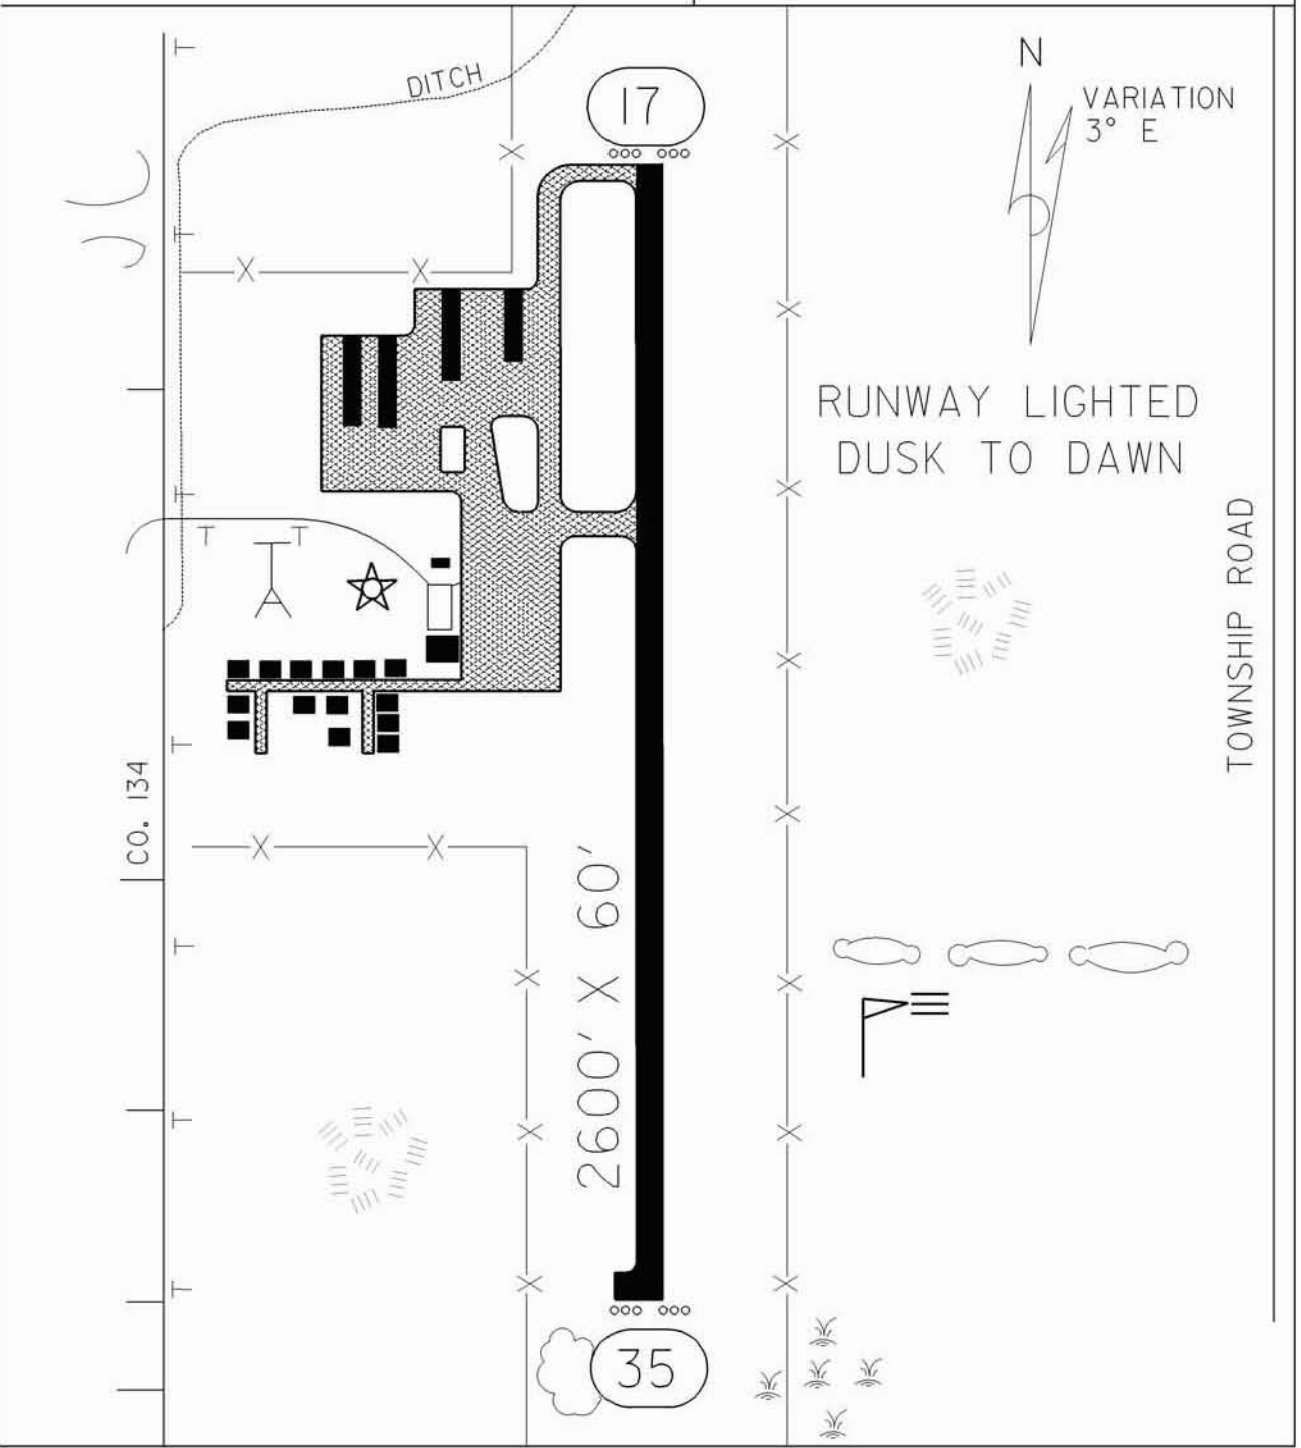 DITCH
17
N
VARIATION
3° E
RUNWAY LIGHTED
DUSK TO DAWN
TOWNSHIP ROAD
CO. 134
2600' X 60'
35